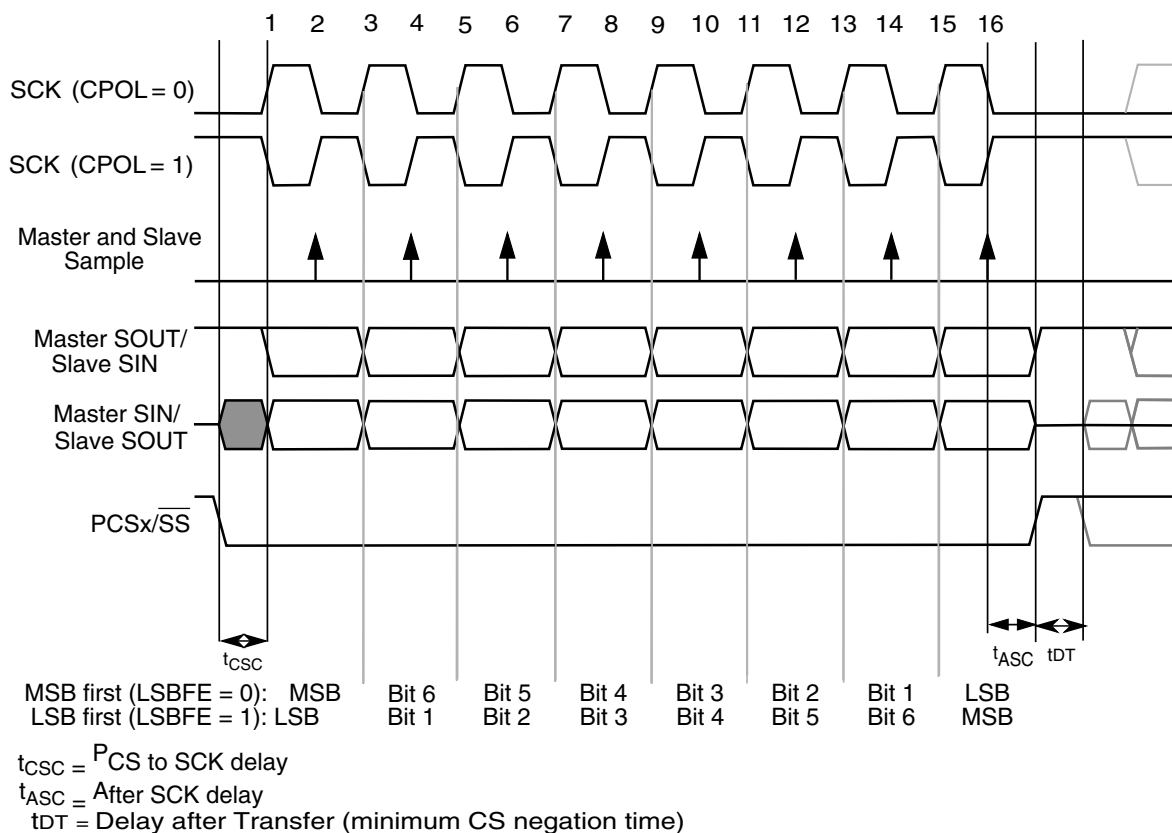 1 2 3 4 5 6 7 8 9 10 11 12 13 14 15 16
SCK (CPOL = 0)
SCK (CPOL = 1)
Master and Slave
Sample
Master SOUT/
Slave SIN
Master SIN/
Slave SOUT
PCSx/SS
tCSC tASC tDT
MSB first (LSBFE = 0): MSB Bit 6 Bit 5 Bit 4 Bit 3 Bit 2 Bit 1 LSB
LSB first (LSBFE = 1): LSB Bit 1 Bit 2 Bit 3 Bit 4 Bit 5 Bit 6 MSB
tCSC = PCS to SCK delay
tASC = After SCK delay
tDT = Delay after Transfer (minimum CS negation time)